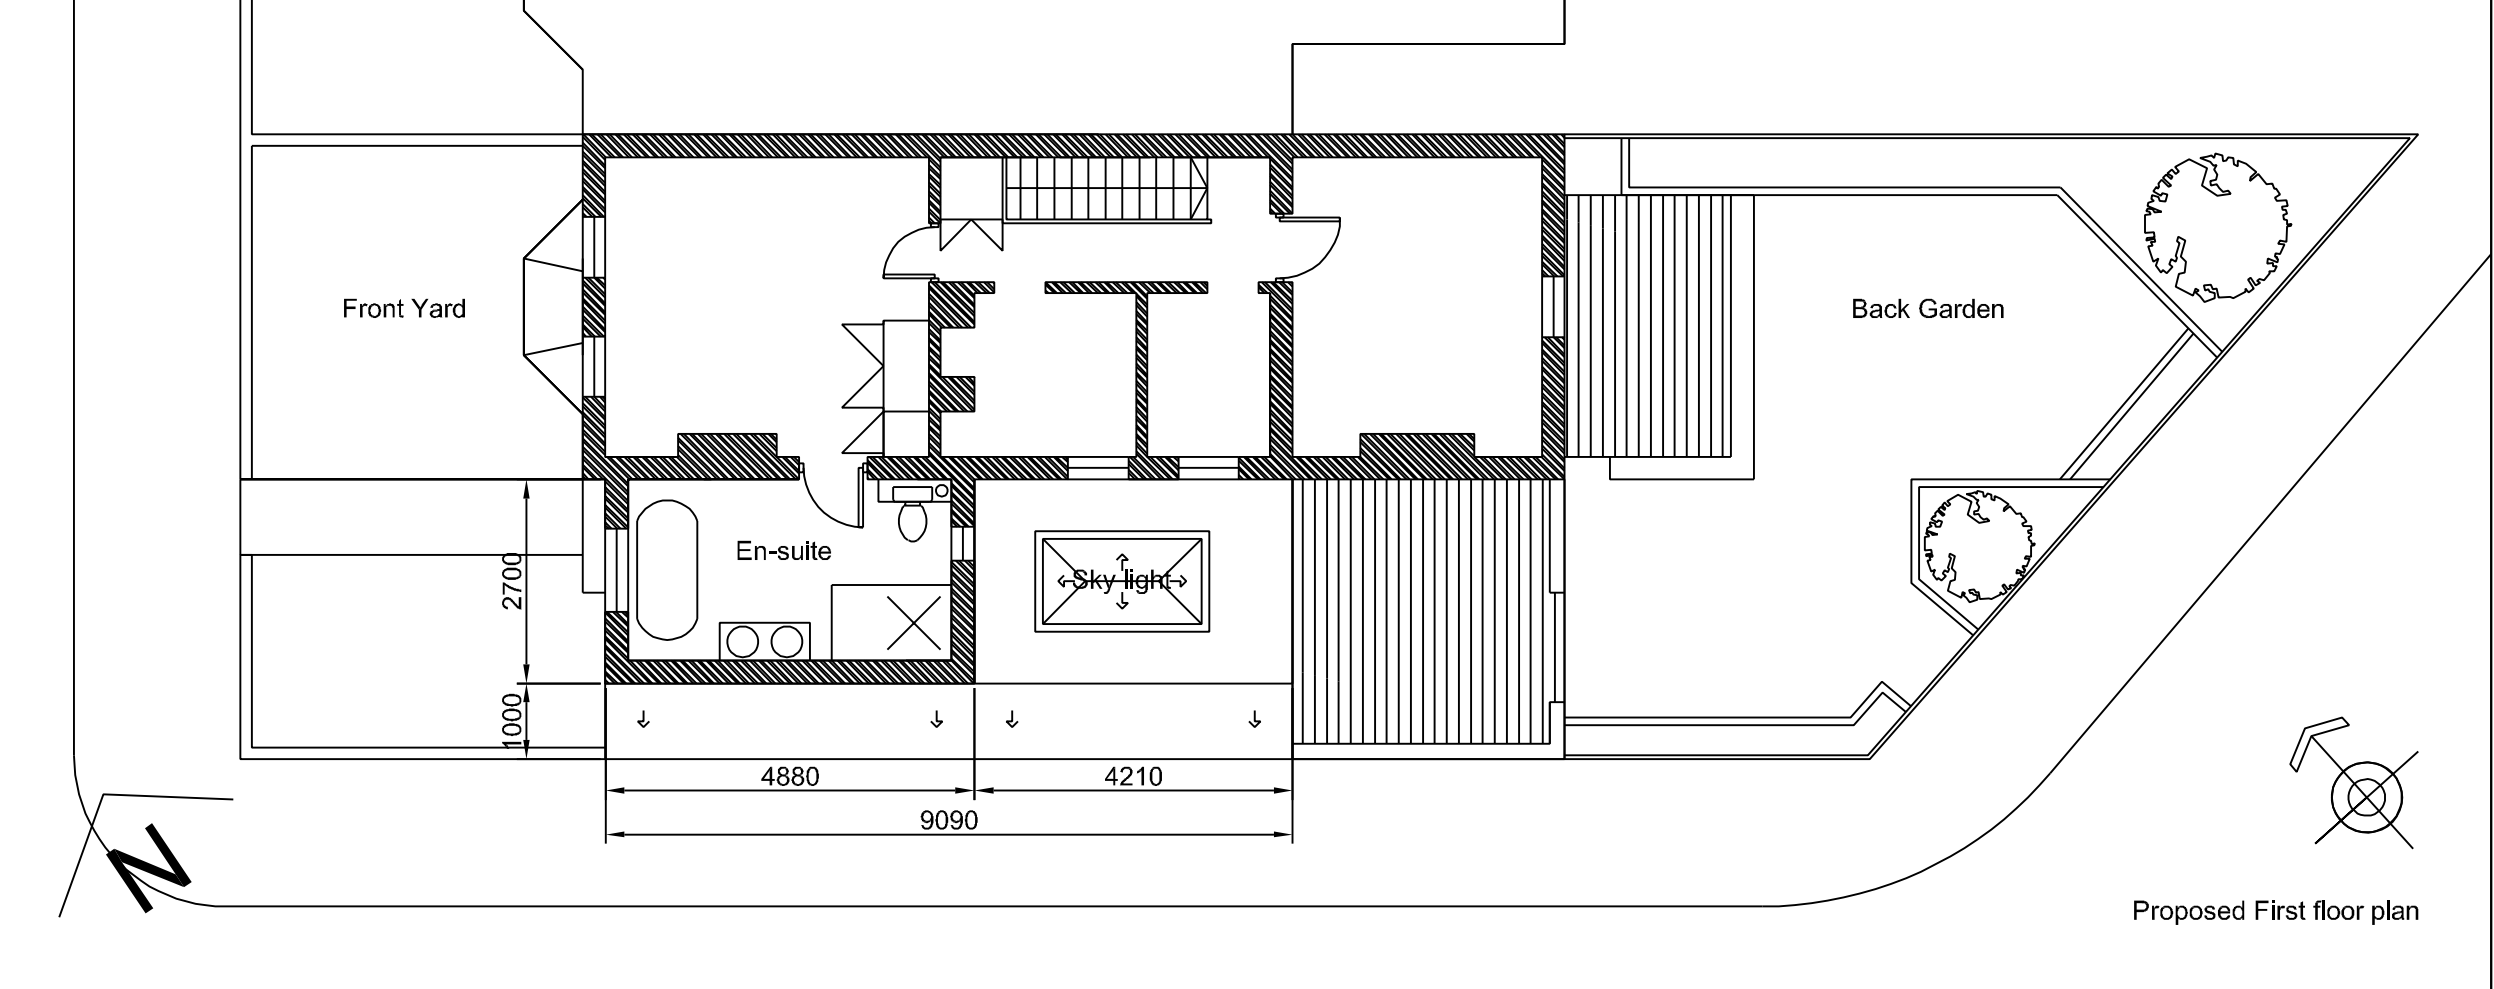 Front Yard
Back Garden
En-suite
Sky light
2700
1000
4880
4210
9090
N
Proposed First floor plan